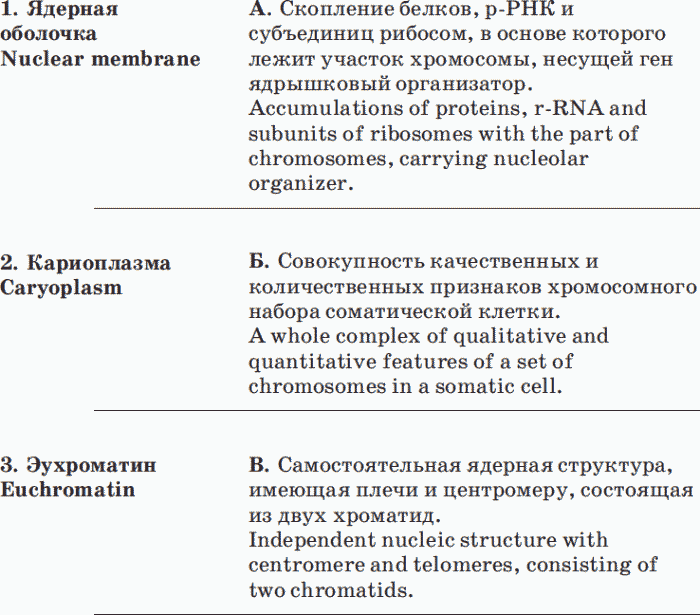 1. Ядерная
оболочка
Nuclear membrane
А. Скопление белков, р-РНК и
субъединиц рибосом, в основе которого
лежит участок хромосомы, несущей ген
ядрышковый организатор.
Accumulations of proteins, r-RNA and
subunits of ribosomes with the part of
chromosomes, carrying nucleolar
organizer.
2. Кариоплазма
Caryoplasm
Б. Совокупность качественных и
количественных признаков хромосомного
набора соматической клетки.
A whole complex of qualitative and
quantitative features of a set of
chromosomes in a somatic cell.
3. Эухроматин
Euchromatin
В. Самостоятельная ядерная структура,
имеющая плечи и центромеру, состоящая
из двух хроматид.
Independent nucleic structure with
centromere and telomeres, consisting of
two chromatids.